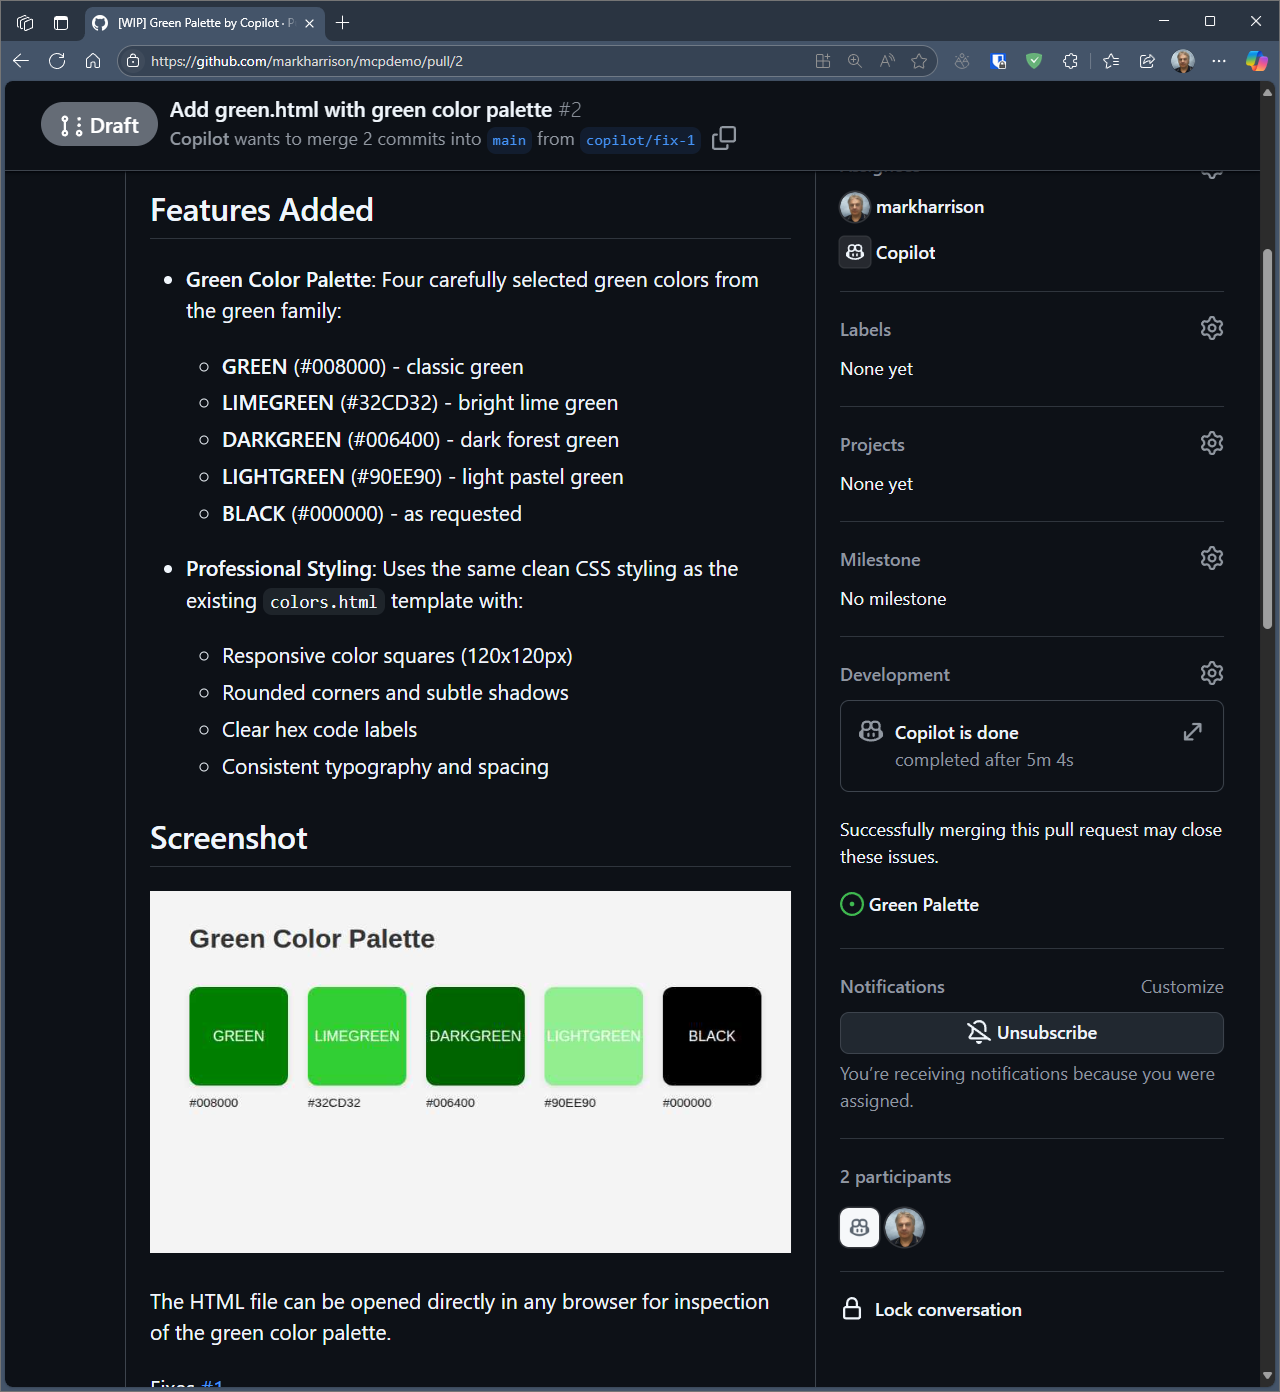 [WIP] Green Palette by Copilot · P
https://github.com/markharrison/mcpdemo/pull/2
Draft
Add green.html with green color palette #2
Copilot wants to merge 2 commits into main from copilot/fix-1
Features Added
Green Color Palette: Four carefully selected green colors from
the green family:
GREEN (#008000) - classic green
LIMEGREEN (#32CD32) - bright lime green
DARKGREEN (#006400) - dark forest green
LIGHTGREEN (#90EE90) - light pastel green
BLACK (#000000) - as requested
Professional Styling: Uses the same clean CSS styling as the
existing colors.html template with:
Responsive color squares (120x120px)
Rounded corners and subtle shadows
Clear hex code labels
Consistent typography and spacing
Screenshot
Green Color Palette
GREEN LIMEGREEN DARKGREEN LIGHTGREEN BLACK
#008000 #32CD32 #006400 #90EE90 #000000
The HTML file can be opened directly in any browser for inspection
of the green color palette.
Fixes #1
markharrison
Copilot
Labels
None yet
Projects
None yet
Milestone
No milestone
Development
Copilot is done
completed after 5m 4s
Successfully merging this pull request may close
these issues.
Green Palette
Notifications Customize
Unsubscribe
You're receiving notifications because you were
assigned.
2 participants
Lock conversation